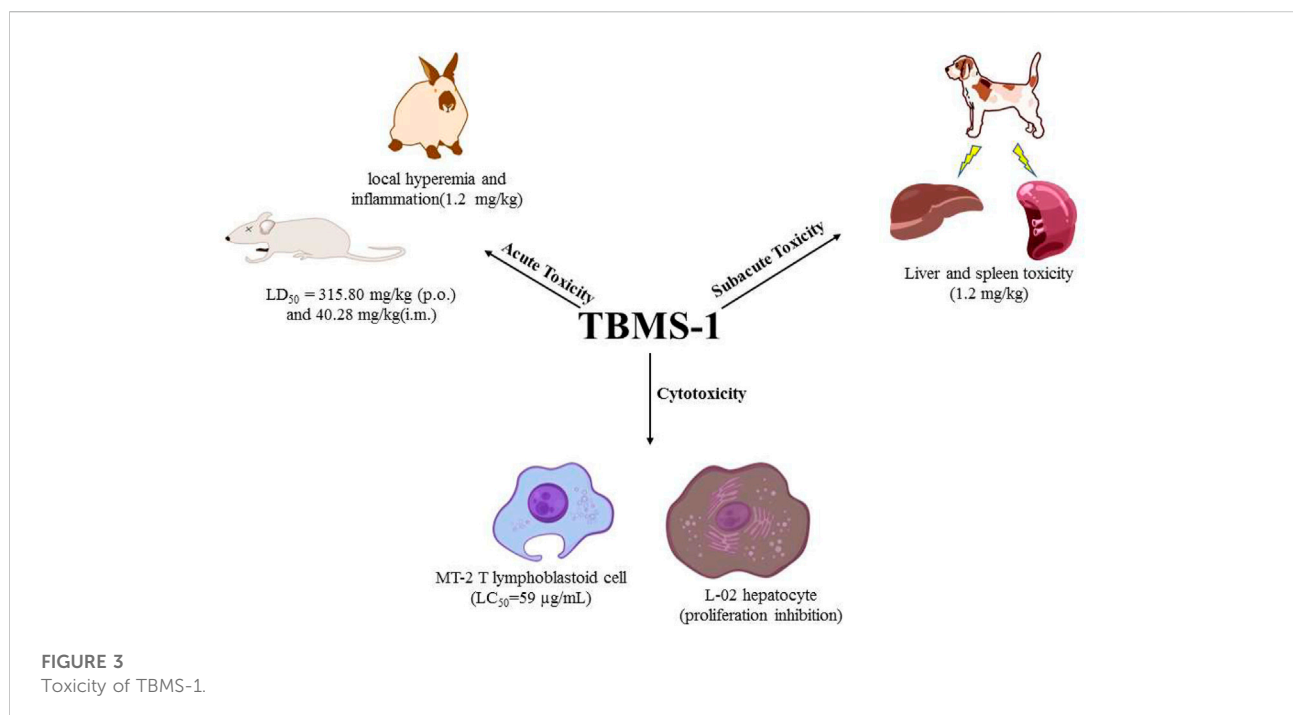 local hyperemia and
inflammation(1.2 mg/kg)
LD50 = 315.80 mg/kg (p.o.)
and 40.28 mg/kg(i.m.)
Acute Toxicity
Subacute Toxicity
Liver and spleen toxicity
(1.2 mg/kg)
TBMS-1
Cytotoxicity
MT-2 T lymphoblastoid cell
(LC50=59 µg/mL)
L-02 hepatocyte
(proliferation inhibition)
FIGURE 3
Toxicity of TBMS-1.